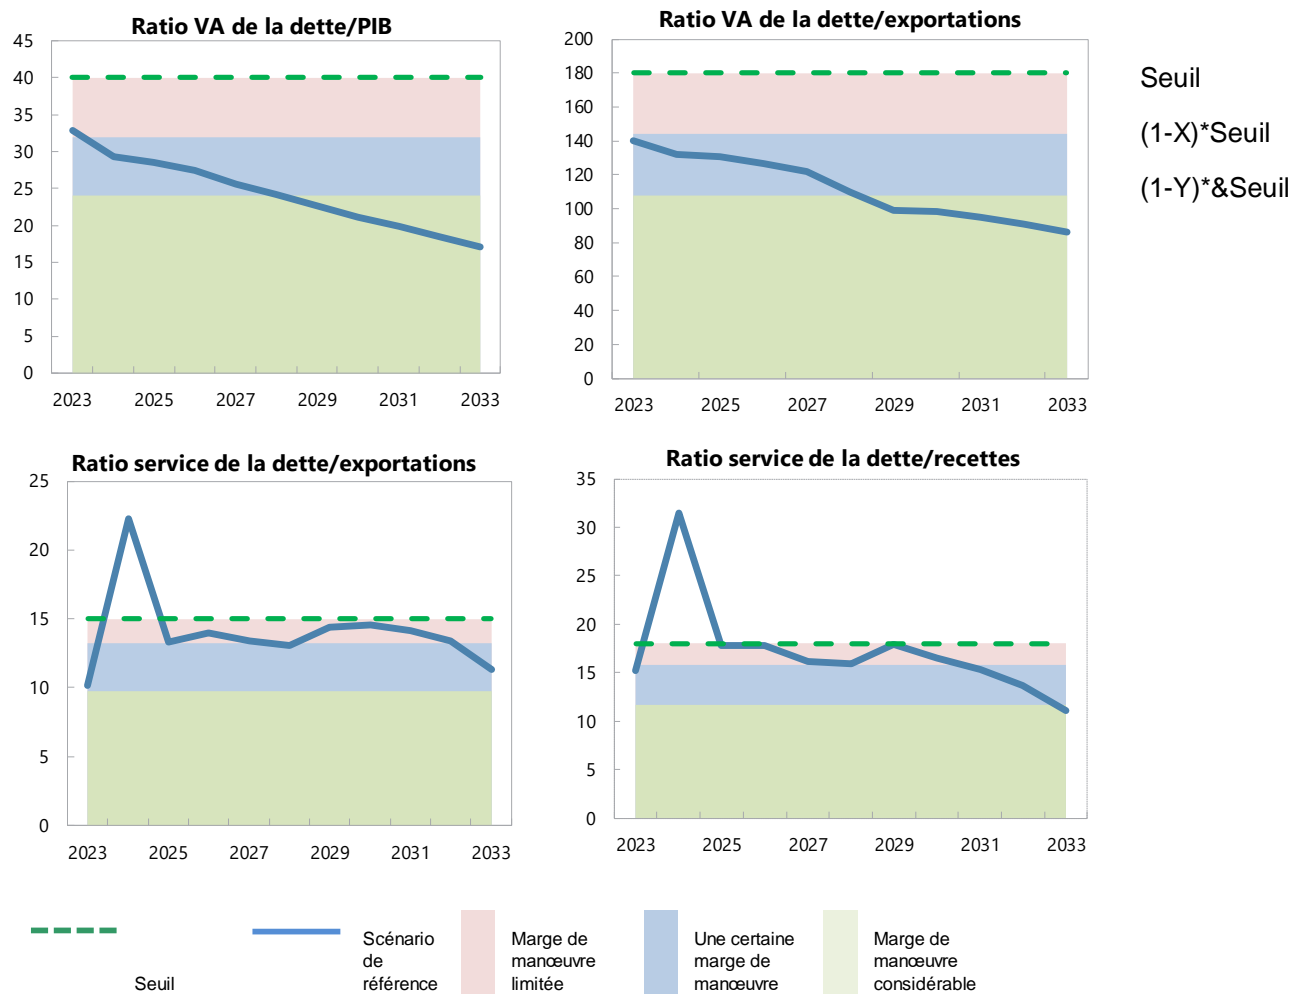 Ratio VA de la dette/PIB
45
40
35
30
25
20
15
10
5
0
2023 2025 2027 2029 2031 2033
Ratio VA de la dette/exportations
200
180
160
140
120
100
80
60
40
20
0
2023 2025 2027 2029 2031 2033
Seuil
(1-X)*Seuil
(1-Y)*&Seuil
Ratio service de la dette/exportations
25
20
15
10
5
0
2023 2025 2027 2029 2031 2033
Ratio service de la dette/recettes
35
30
25
20
15
10
5
0
2023 2025 2027 2029 2031 2033
Seuil
Scénario
de
référence
Marge de
manœuvre
limitée
Une certaine
marge de
manœuvre
Marge de
manœuvre
considérable